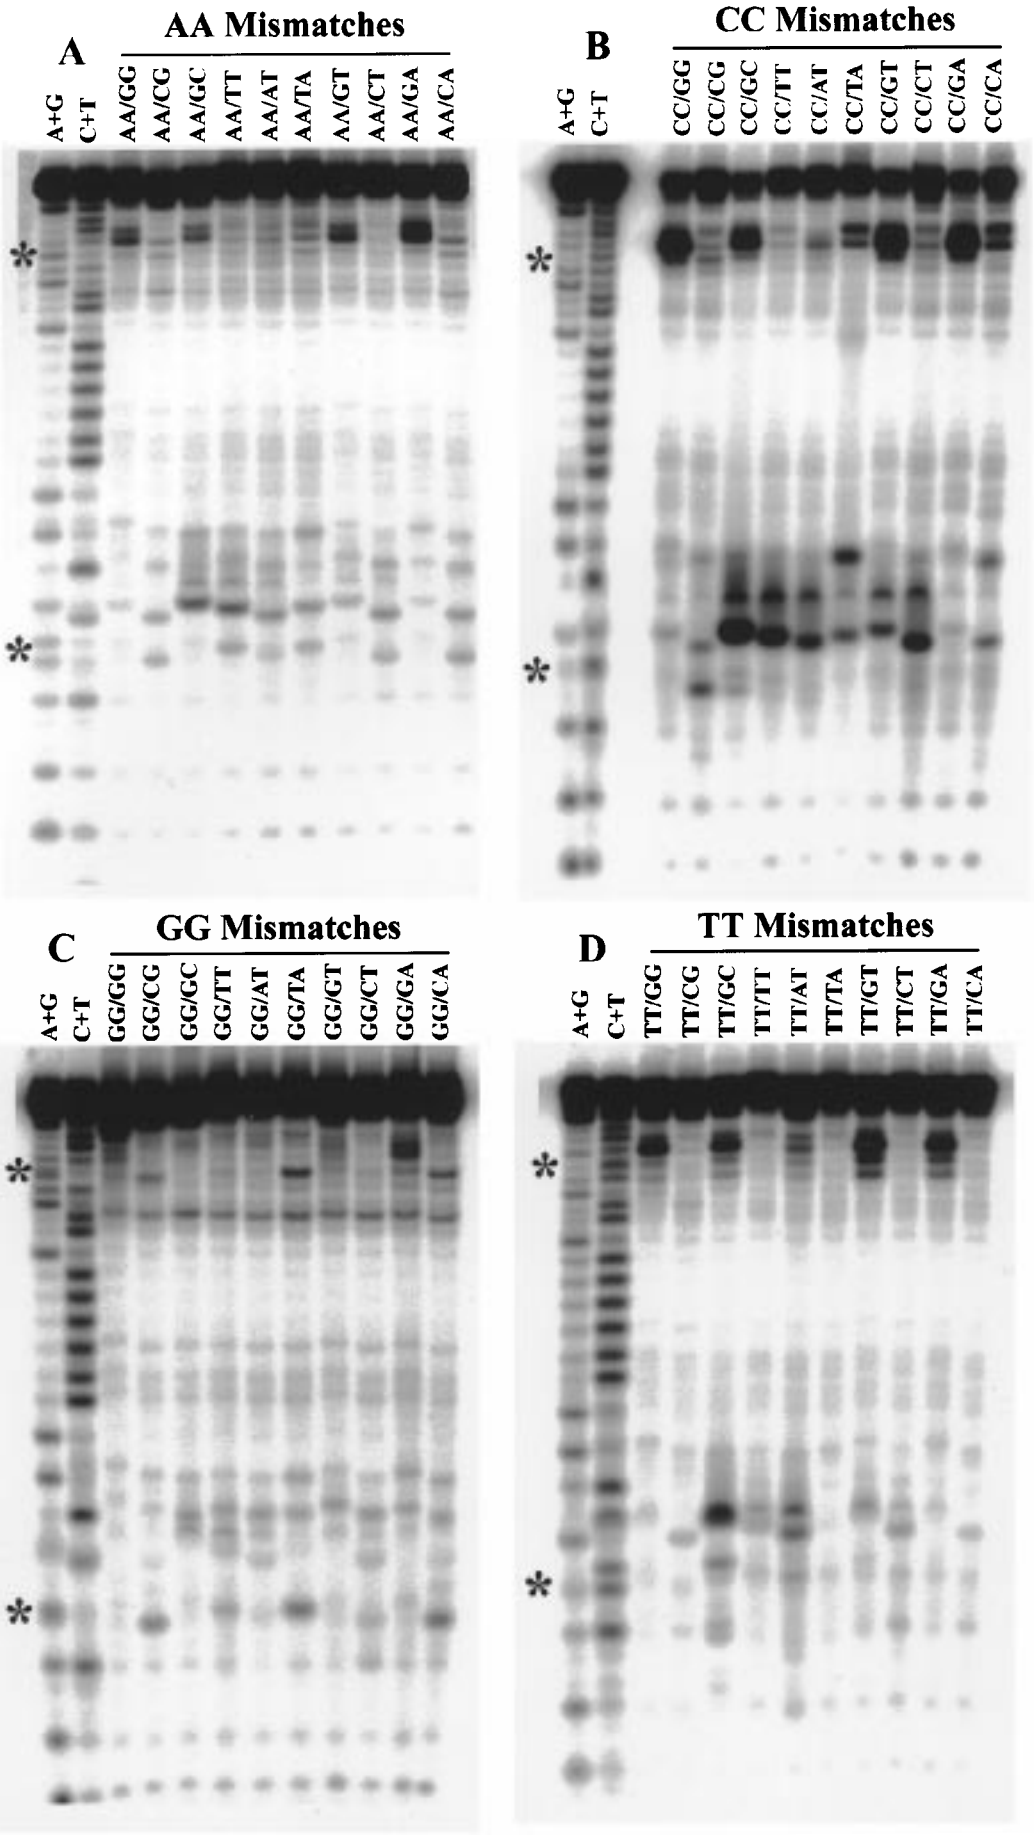 A
AA Mismatches
A+G
C+T
AA/GG
AA/CG
AA/GC
AA/TT
AA/AT
AA/TA
AA/GT
AA/CT
AA/GA
AA/CA
*
*
B
CC Mismatches
A+G
C+T
CC/GG
CC/CG
CC/GC
CC/TT
CC/AT
CC/TA
CC/GT
CC/CT
CC/GA
CC/CA
*
*
C
GG Mismatches
A+G
C+T
GG/GG
GG/CG
GG/GC
GG/TT
GG/AT
GG/TA
GG/GT
GG/CT
GG/GA
GG/CA
*
*
D
TT Mismatches
A+G
C+T
TT/GG
TT/CG
TT/GC
TT/TT
TT/AT
TT/TA
TT/GT
TT/CT
TT/GA
TT/CA
*
*